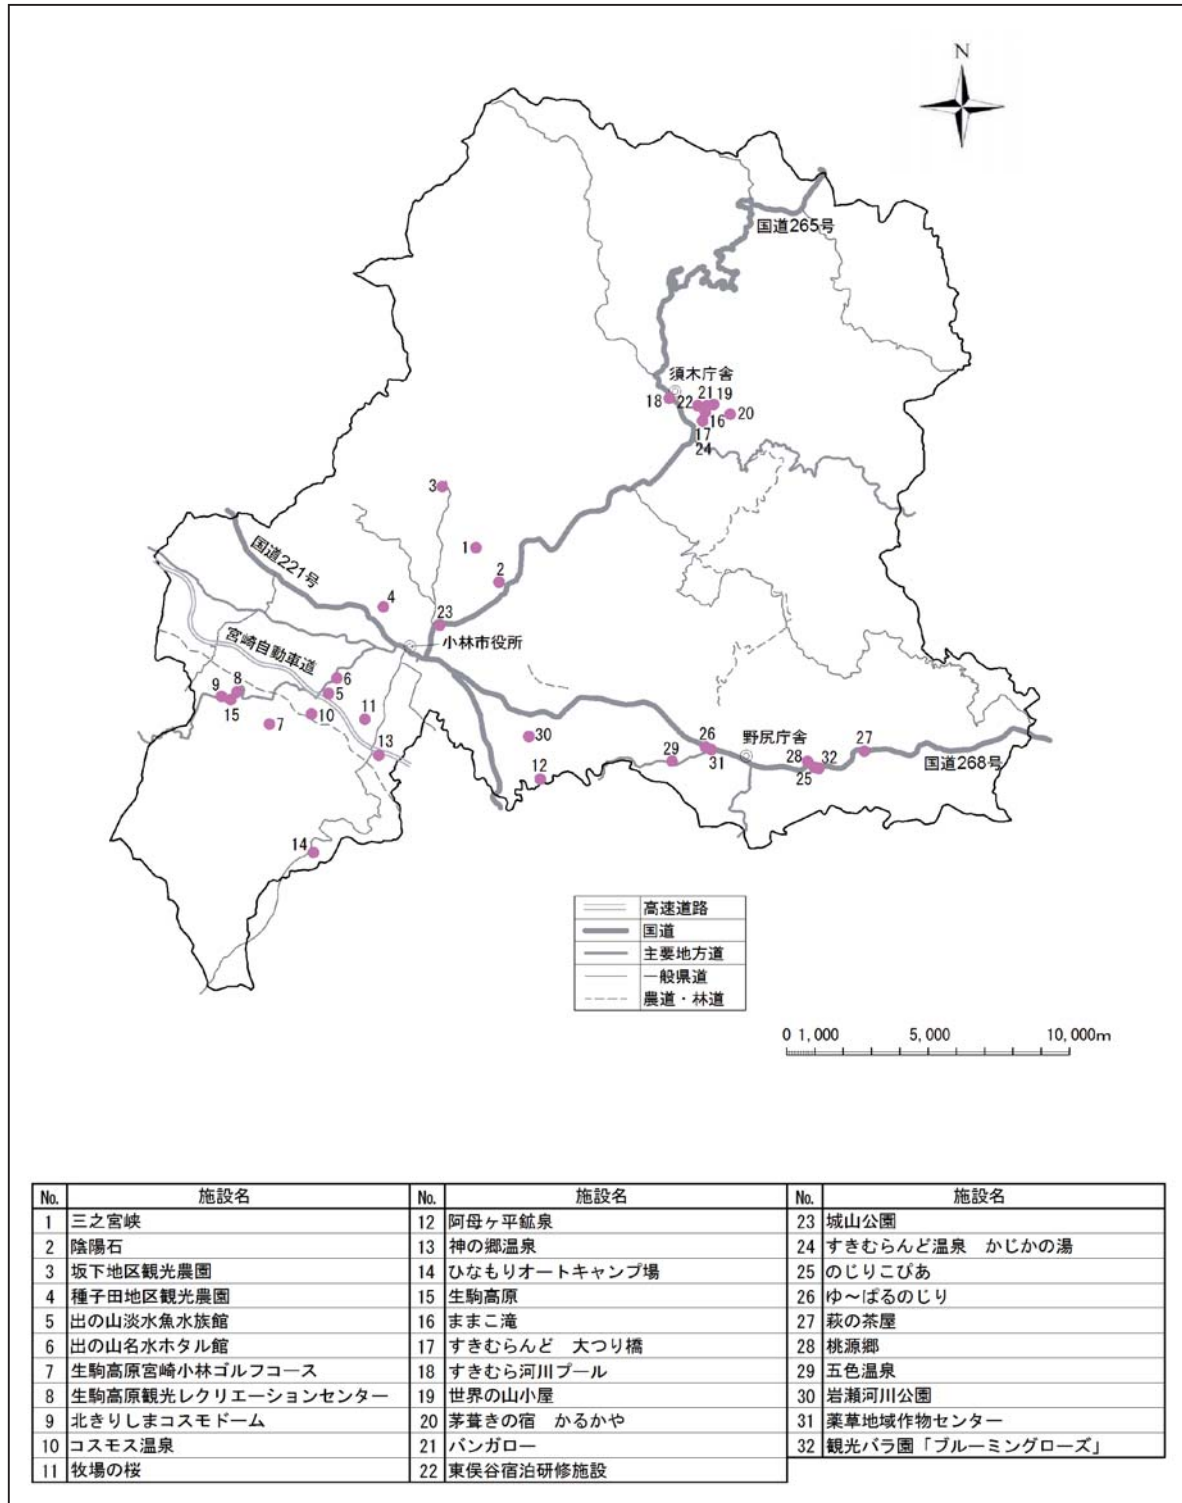 N
国道265号
須木庁舎
18
22
21
19
16
20
17
24
3
1
国道221号
2
4
23
小林市役所
宮崎自動車道
6
9
8
5
15
10
11
7
13
30
12
29
26
31
野尻庁舎
28
25
32
27
国道268号
14
高速道路
国道
主要地方道
一般県道
農道・林道
0 1,000 5,000 10,000m
No. 施設名 No. 施設名 No. 施設名
1 三之宮峡 12 阿母ヶ平鉱泉 23 城山公園
2 陰陽石 13 神の郷温泉 24 すきむらんど温泉 かじかの湯
3 坂下地区観光農園 14 ひなもりオートキャンプ場 25 のじりこぴあ
4 種子田地区観光農園 15 生駒高原 26 ゆ～ぱるのじり
5 出の山淡水魚水族館 16 ままこ滝 27 萩の茶屋
6 出の山名水ホタル館 17 すきむらんど 大つり橋 28 桃源郷
7 生駒高原宮崎小林ゴルフコース 18 すきむら河川プール 29 五色温泉
8 生駒高原観光レクリエーションセンター 19 世界の山小屋 30 岩瀬河川公園
9 北きりしまコスモドーム 20 茅葺きの宿 かるかや 31 薬草地域作物センター
10 コスモス温泉 21 バンガロー 32 観光バラ園「ブルーミングローズ」
11 牧場の桜 22 東俣谷宿泊研修施設